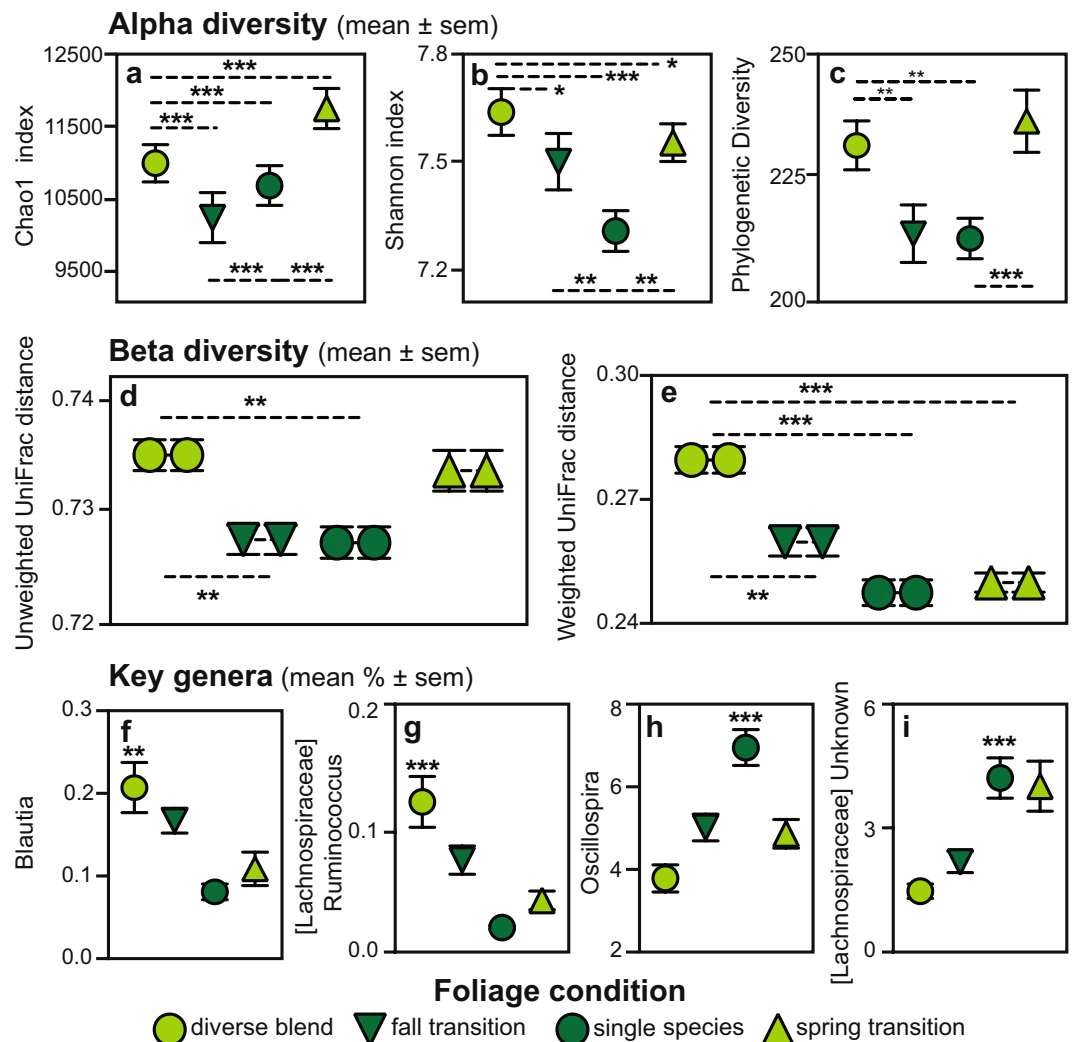 Alpha diversity (mean ± sem)
a
Chao1 index
12500
11500
10500
9500
***
***
***
***
***
b
Shannon index
7.8
7.5
7.2
*
***
*
**
**
c
Phylogenetic Diversity
250
225
200
**
**
***
Beta diversity (mean ± sem)
d
Unweighted UniFrac distance
0.74
0.73
0.72
**
**
e
Weighted UniFrac distance
0.30
0.27
0.24
***
***
**
Key genera (mean % ± sem)
f
Blautia
0.3
0.2
0.1
0.0
**
g
[Lachnospiraceae]
Ruminococcus
0.2
0.1
0.0
***
h
Oscillospira
8
6
4
2
***
i
[Lachnospiraceae] Unknown
6
3
0
***
Foliage condition
diverse blend fall transition single species spring transition